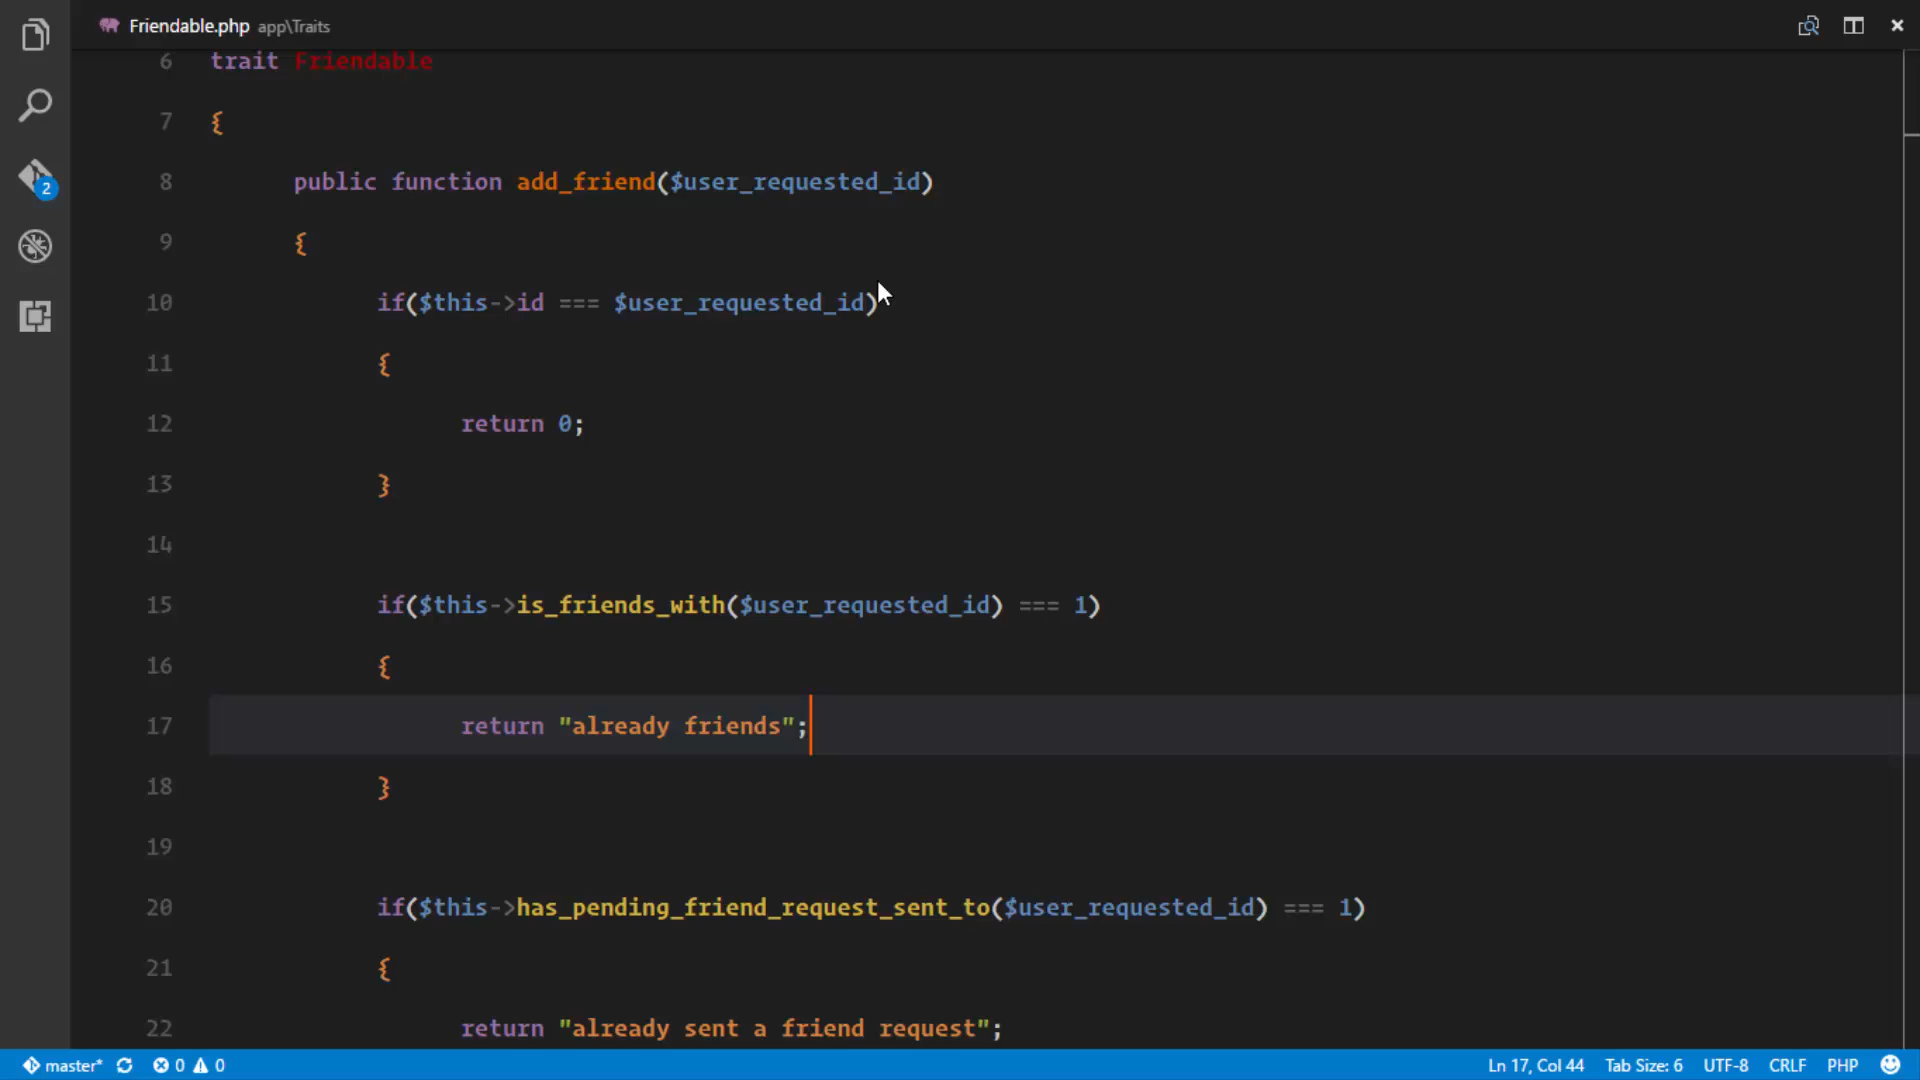 Friendable.php app\Traits
6 trait Friendable
7 {
8 public function add_friend($user_requested_id)
9 {
10 if($this->id === $user_requested_id)
11 {
12 return 0;
13 }
14
15 if($this->is_friends_with($user_requested_id) === 1)
16 {
17 return "already friends";
18 }
19
20 if($this->has_pending_friend_request_sent_to($user_requested_id) === 1)
21 {
22 return "already sent a friend request";
2
master* 0 0 Ln 17, Col 44 Tab Size: 6 UTF-8 CRLF PHP